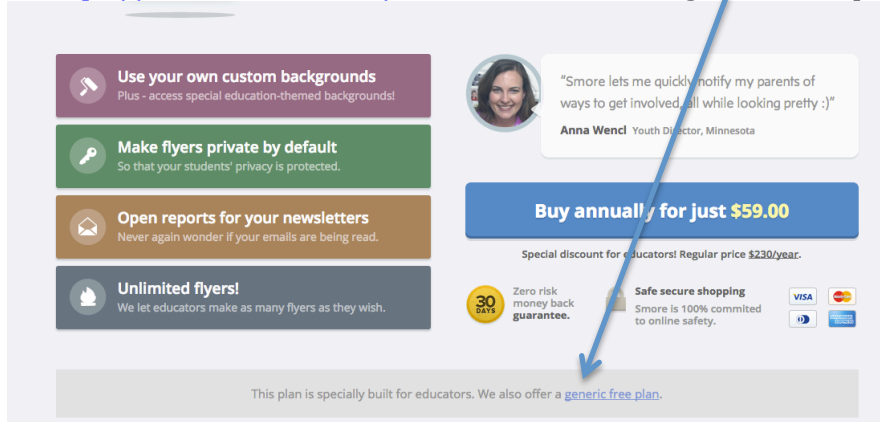 Use your own custom backgrounds
Plus - access special education-themed backgrounds!
Make flyers private by default
So that your students' privacy is protected.
Open reports for your newsletters
Never again wonder if your emails are being read.
Unlimited flyers!
We let educators make as many flyers as they wish.
“Smore lets me quickly notify my parents of
ways to get involved, all while looking pretty :)”
Anna Wencl Youth Director, Minnesota
Buy annually for just $59.00
Special discount for educators! Regular price $230/year.
30
DAYS
Zero risk
money back
guarantee.
Safe secure shopping
Smore is 100% commited
to online safety.
VISA
This plan is specially built for educators. We also offer a generic free plan.